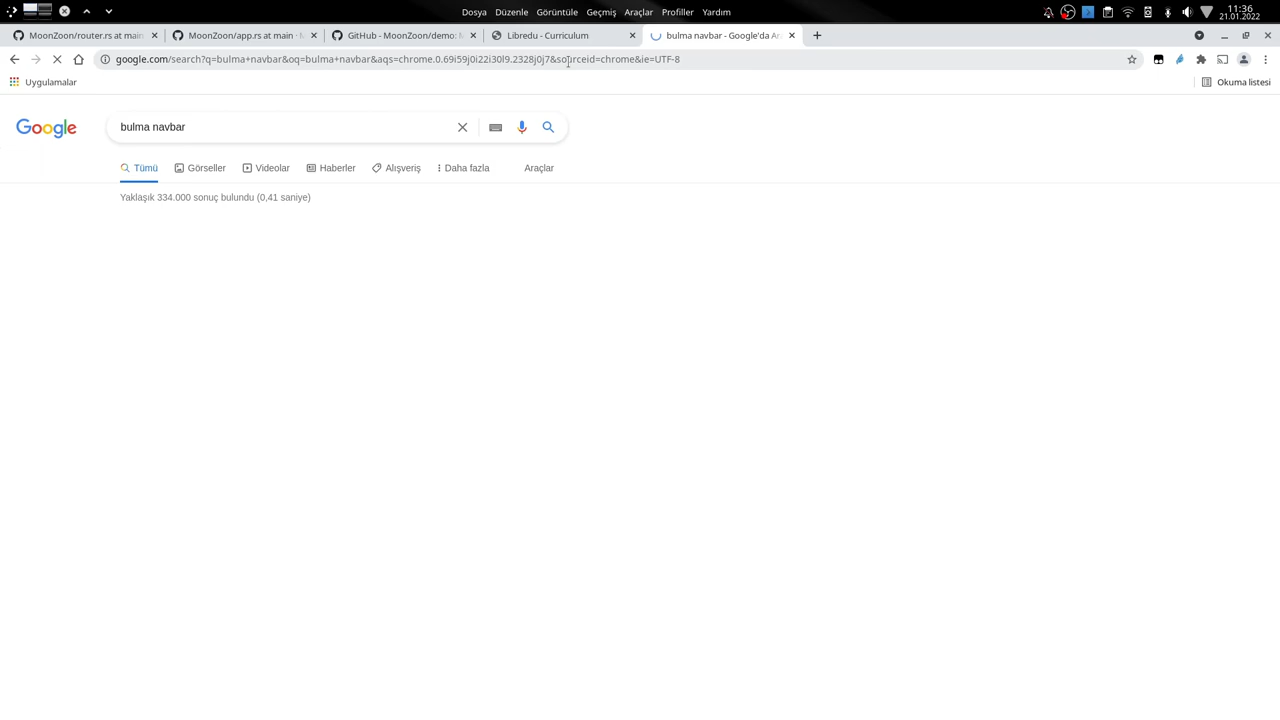 Dosya Düzenle Görüntüle Geçmiş Araçlar Profiller Yardım
11:36
21.01.2022
MoonZoon/router.rs at main
MoonZoon/app.rs at main · M
GitHub - MoonZoon/demo: M
Libredu - Curriculum
bulma navbar - Google'da Ar
google.com/search?q=bulma+navbar&oq=bulma+navbar&aqs=chrome.0.69i59j0i22i30l9.2328j0j7&sourceid=chrome&ie=UTF-8
Uygulamalar
Okuma listesi
Google
bulma navbar
Tümü Görseller Videolar Haberler Alışveriş Daha fazla Araçlar
Yaklaşık 334.000 sonuç bulundu (0,41 saniye)